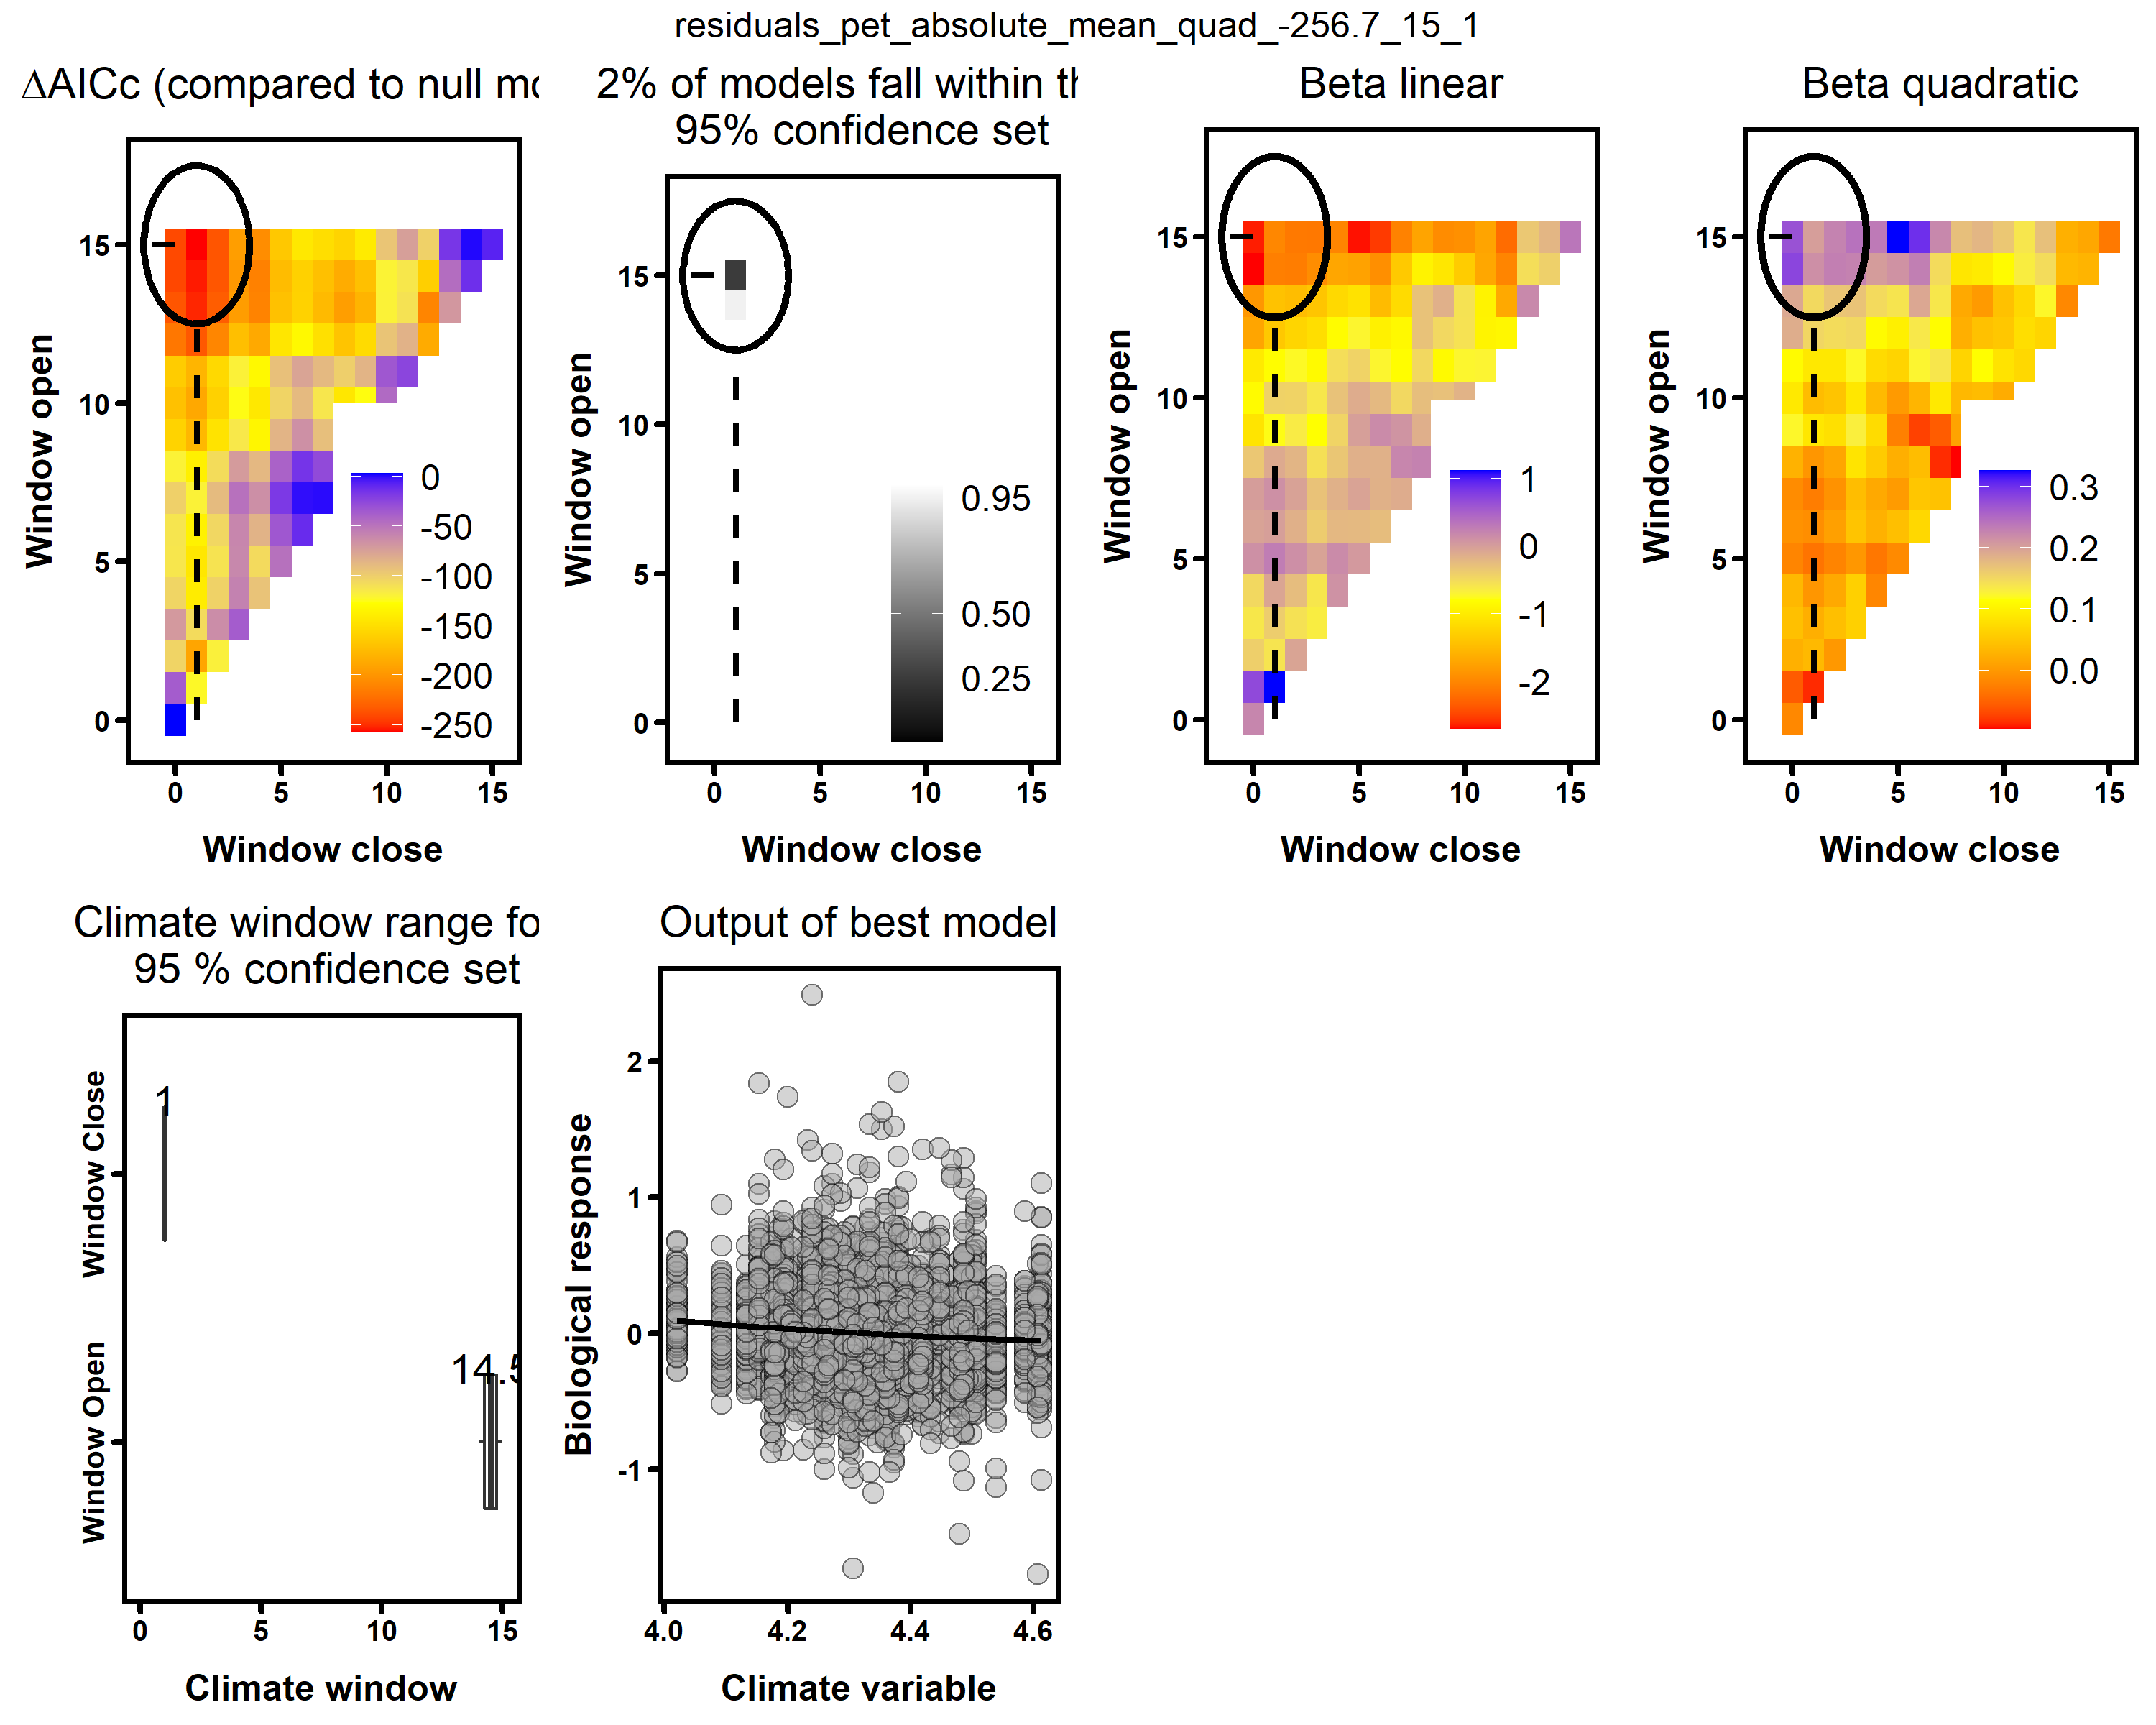 residuals_pet_absolute_mean_quad_-256.7_15_1
ΔAICc (compared to null mo
Window open
15
10
5
0
0
-50
-100
-150
-200
-250
0 5 10 15
Window close
2% of models fall within th
95% confidence set
Window open
15
10
5
0
0.95
0.50
0.25
0 5 10 15
Window close
Beta linear
Window open
15
10
5
0
1
0
-1
-2
0 5 10 15
Window close
Beta quadratic
Window open
15
10
5
0
0.3
0.2
0.1
0.0
0 5 10 15
Window close
Climate window range fo
95 % confidence set
Window Close
Window Open
1
14.5
0 5 10 15
Climate window
Output of best model
Biological response
2
1
0
-1
4.0 4.2 4.4 4.6
Climate variable